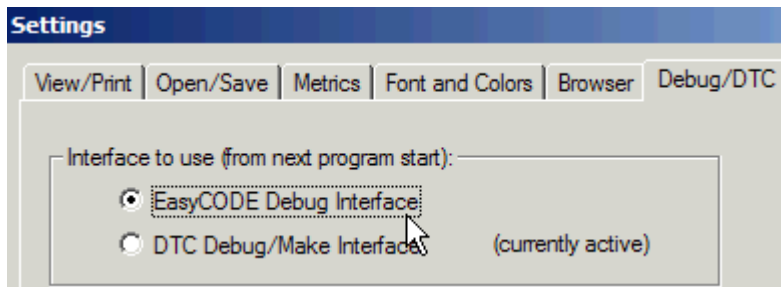 Settings
View/Print Open/Save Metrics Font and Colors Browser Debug/DTC
Interface to use (from next program start):
EasyCODE Debug Interface
DTC Debug/Make Interface (currently active)